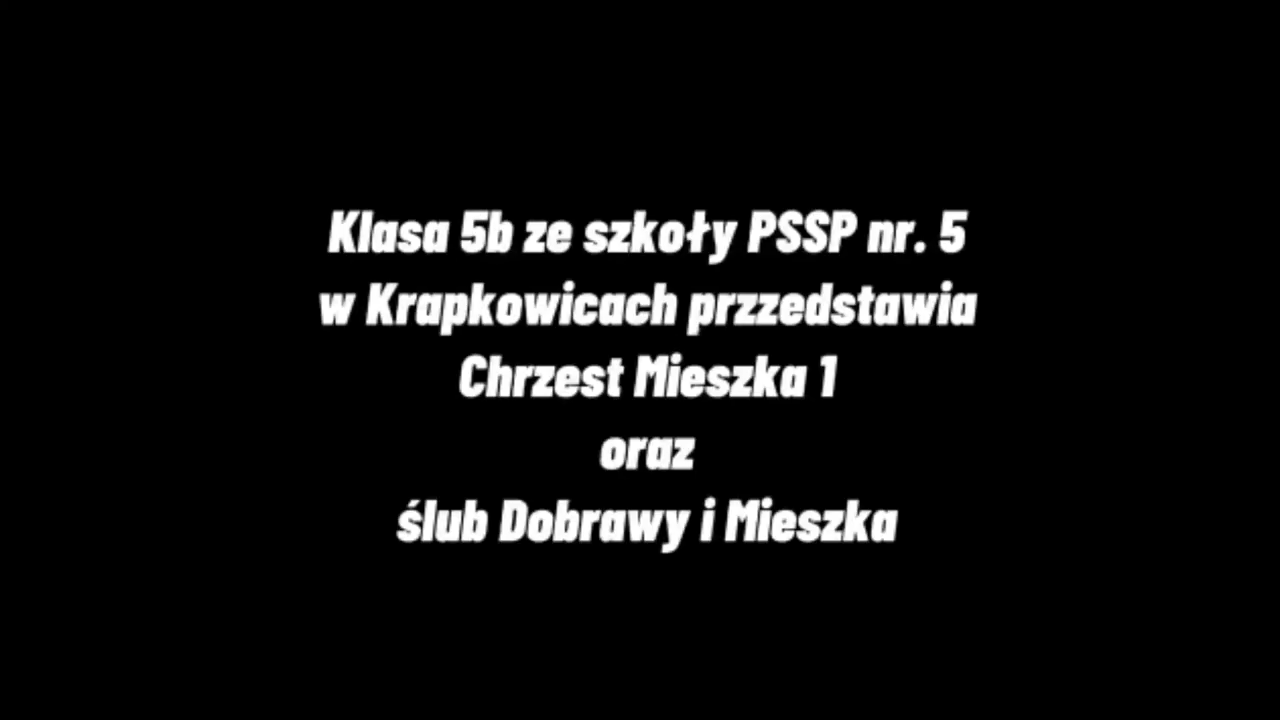 Klasa 5b ze szkoły PSSP nr. 5
w Krapkowicach przzedstawia
Chrzest Mieszka 1
oraz
ślub Dobrawy i Mieszka